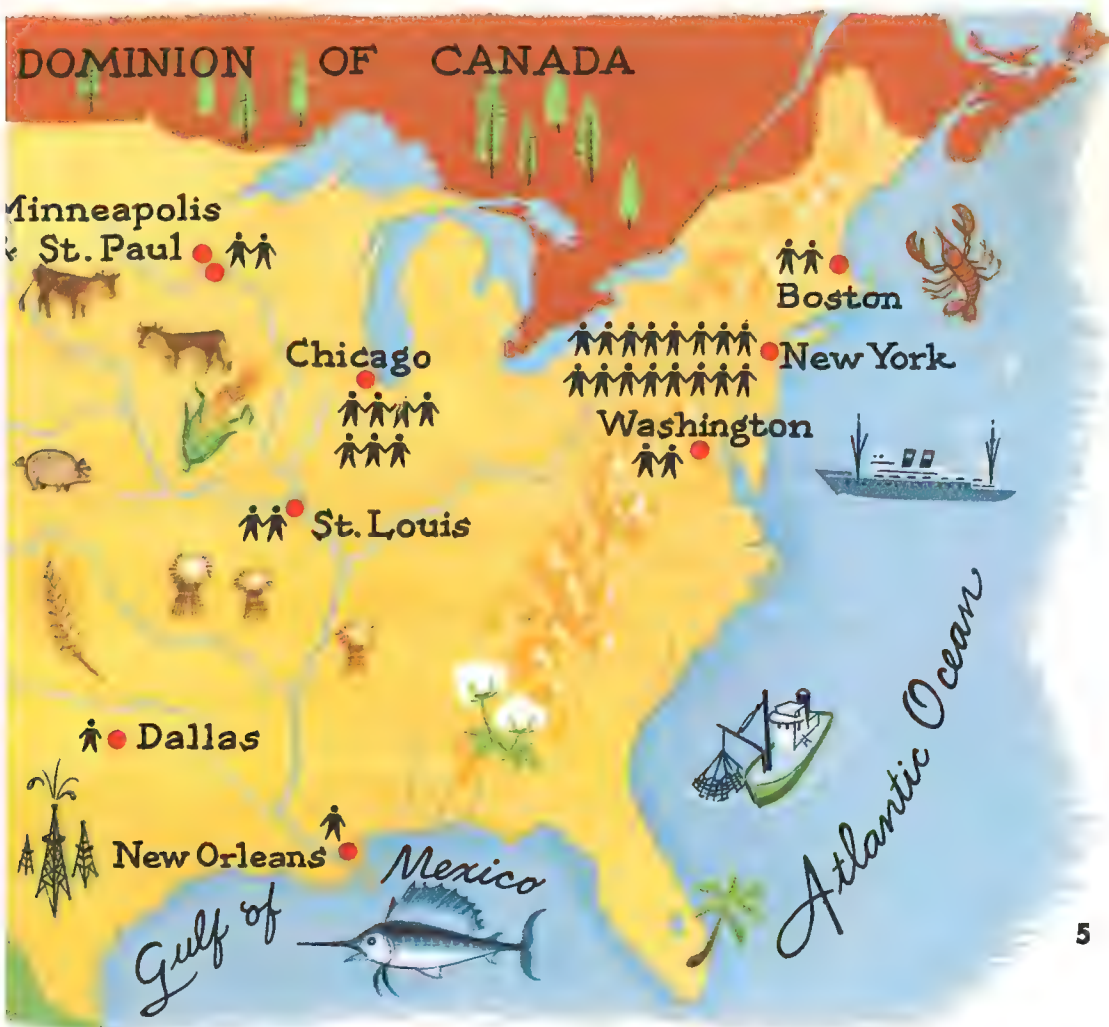 DOMINION OF CANADA
Minneapolis
& St. Paul
Boston
Chicago
New York
Washington
St. Louis
Dallas
New Orleans
Gulf of Mexico
Atlantic Ocean
5